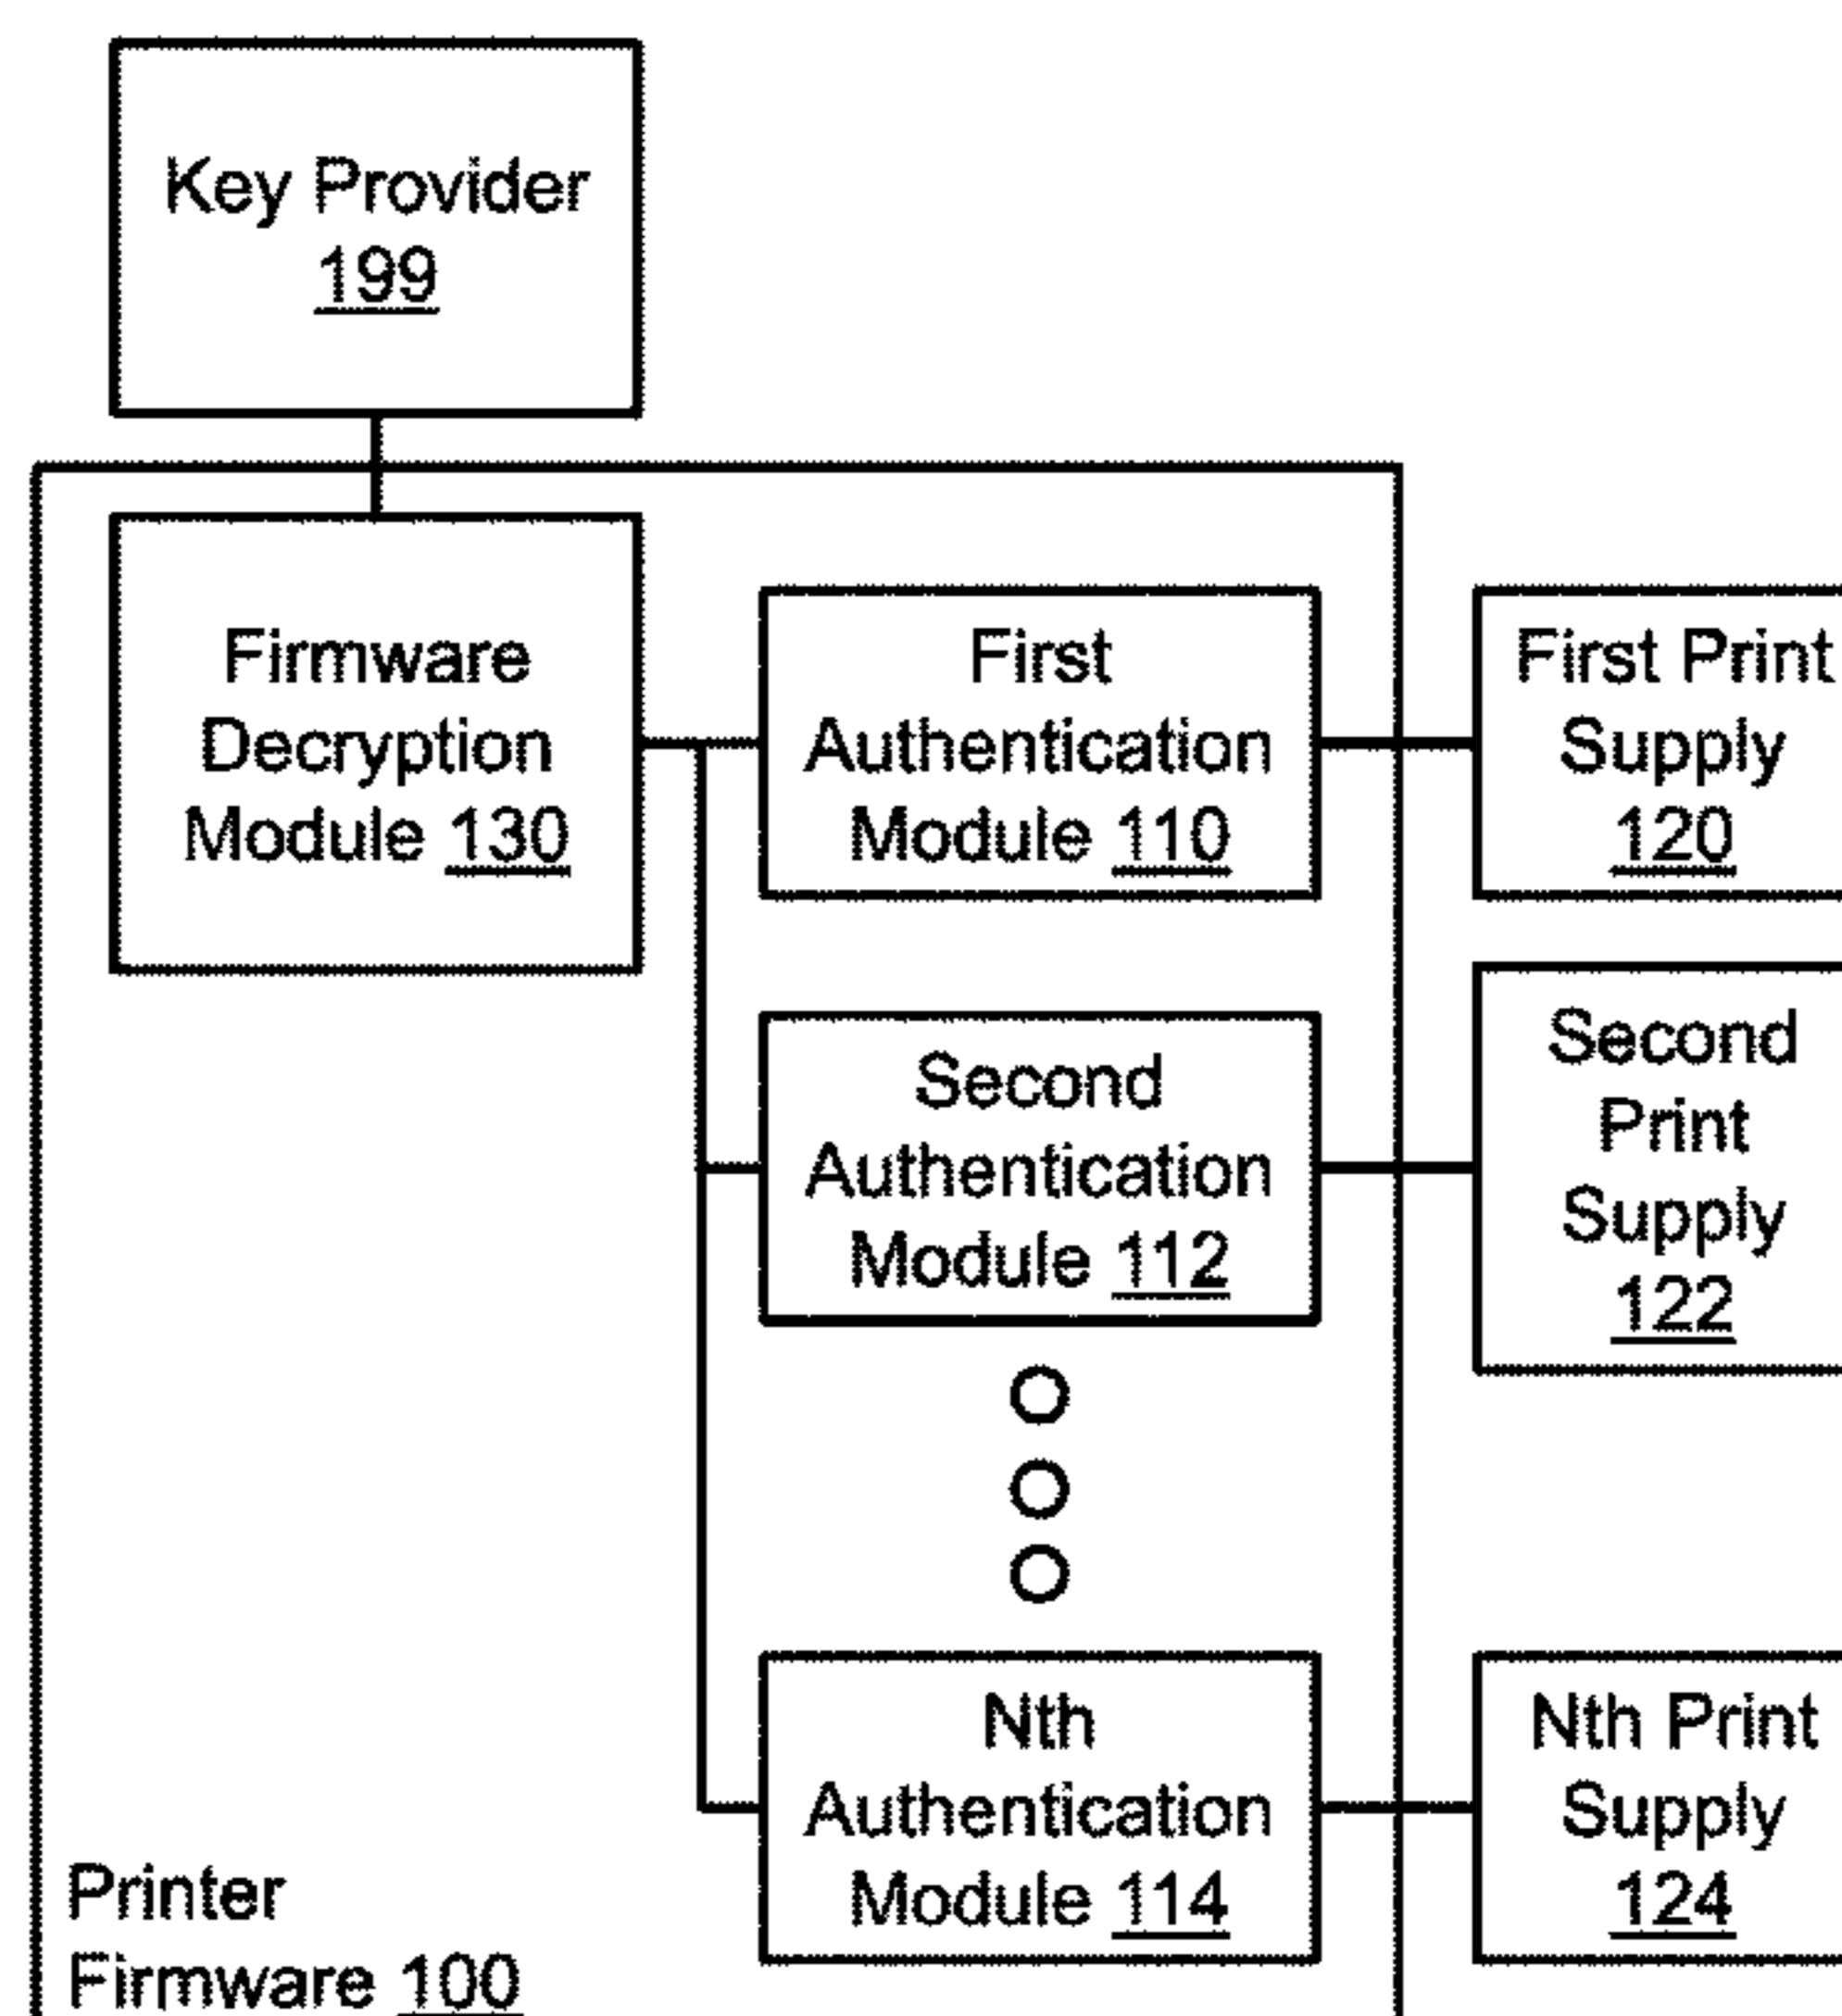 Key Provider
199
Firmware
Decryption
Module 130
First
Authentication
Module 110
First Print
Supply
120
Second
Authentication
Module 112
Second
Print
Supply
122
Nth
Authentication
Module 114
Nth Print
Supply
124
Printer
Firmware 100